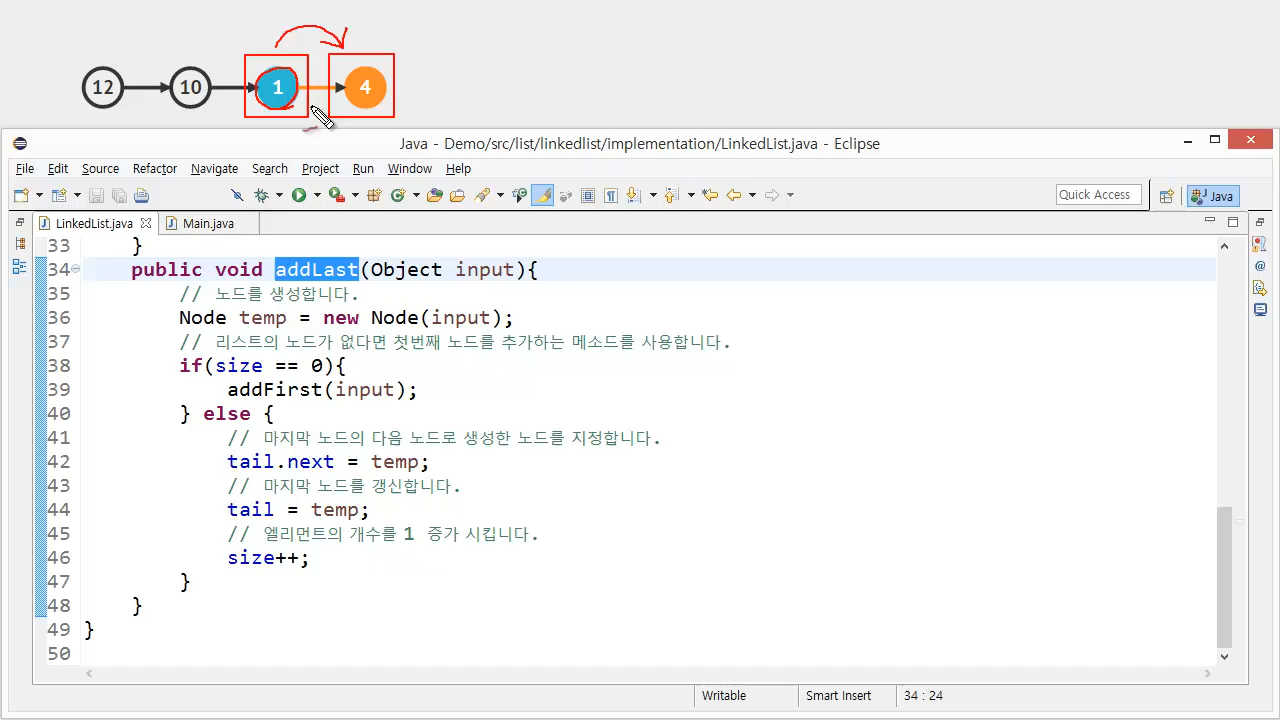 12 10 1 4
Java - Demo/src/list/linkedlist/implementation/LinkedList.java - Eclipse
File Edit Source Refactor Navigate Search Project Run Window Help
Quick Access Java
LinkedList.java Main.java
33 }
34 public void addLast(Object input){
35 // 노드를 생성합니다.
36 Node temp = new Node(input);
37 // 리스트의 노드가 없다면 첫번째 노드를 추가하는 메소드를 사용합니다.
38 if(size == 0){
39 addFirst(input);
40 } else {
41 // 마지막 노드의 다음 노드로 생성한 노드를 지정합니다.
42 tail.next = temp;
43 // 마지막 노드를 갱신합니다.
44 tail = temp;
45 // 엘리먼트의 개수를 1 증가 시킵니다.
46 size++;
47 }
48 }
49 }
50
Writable Smart Insert 34 : 24